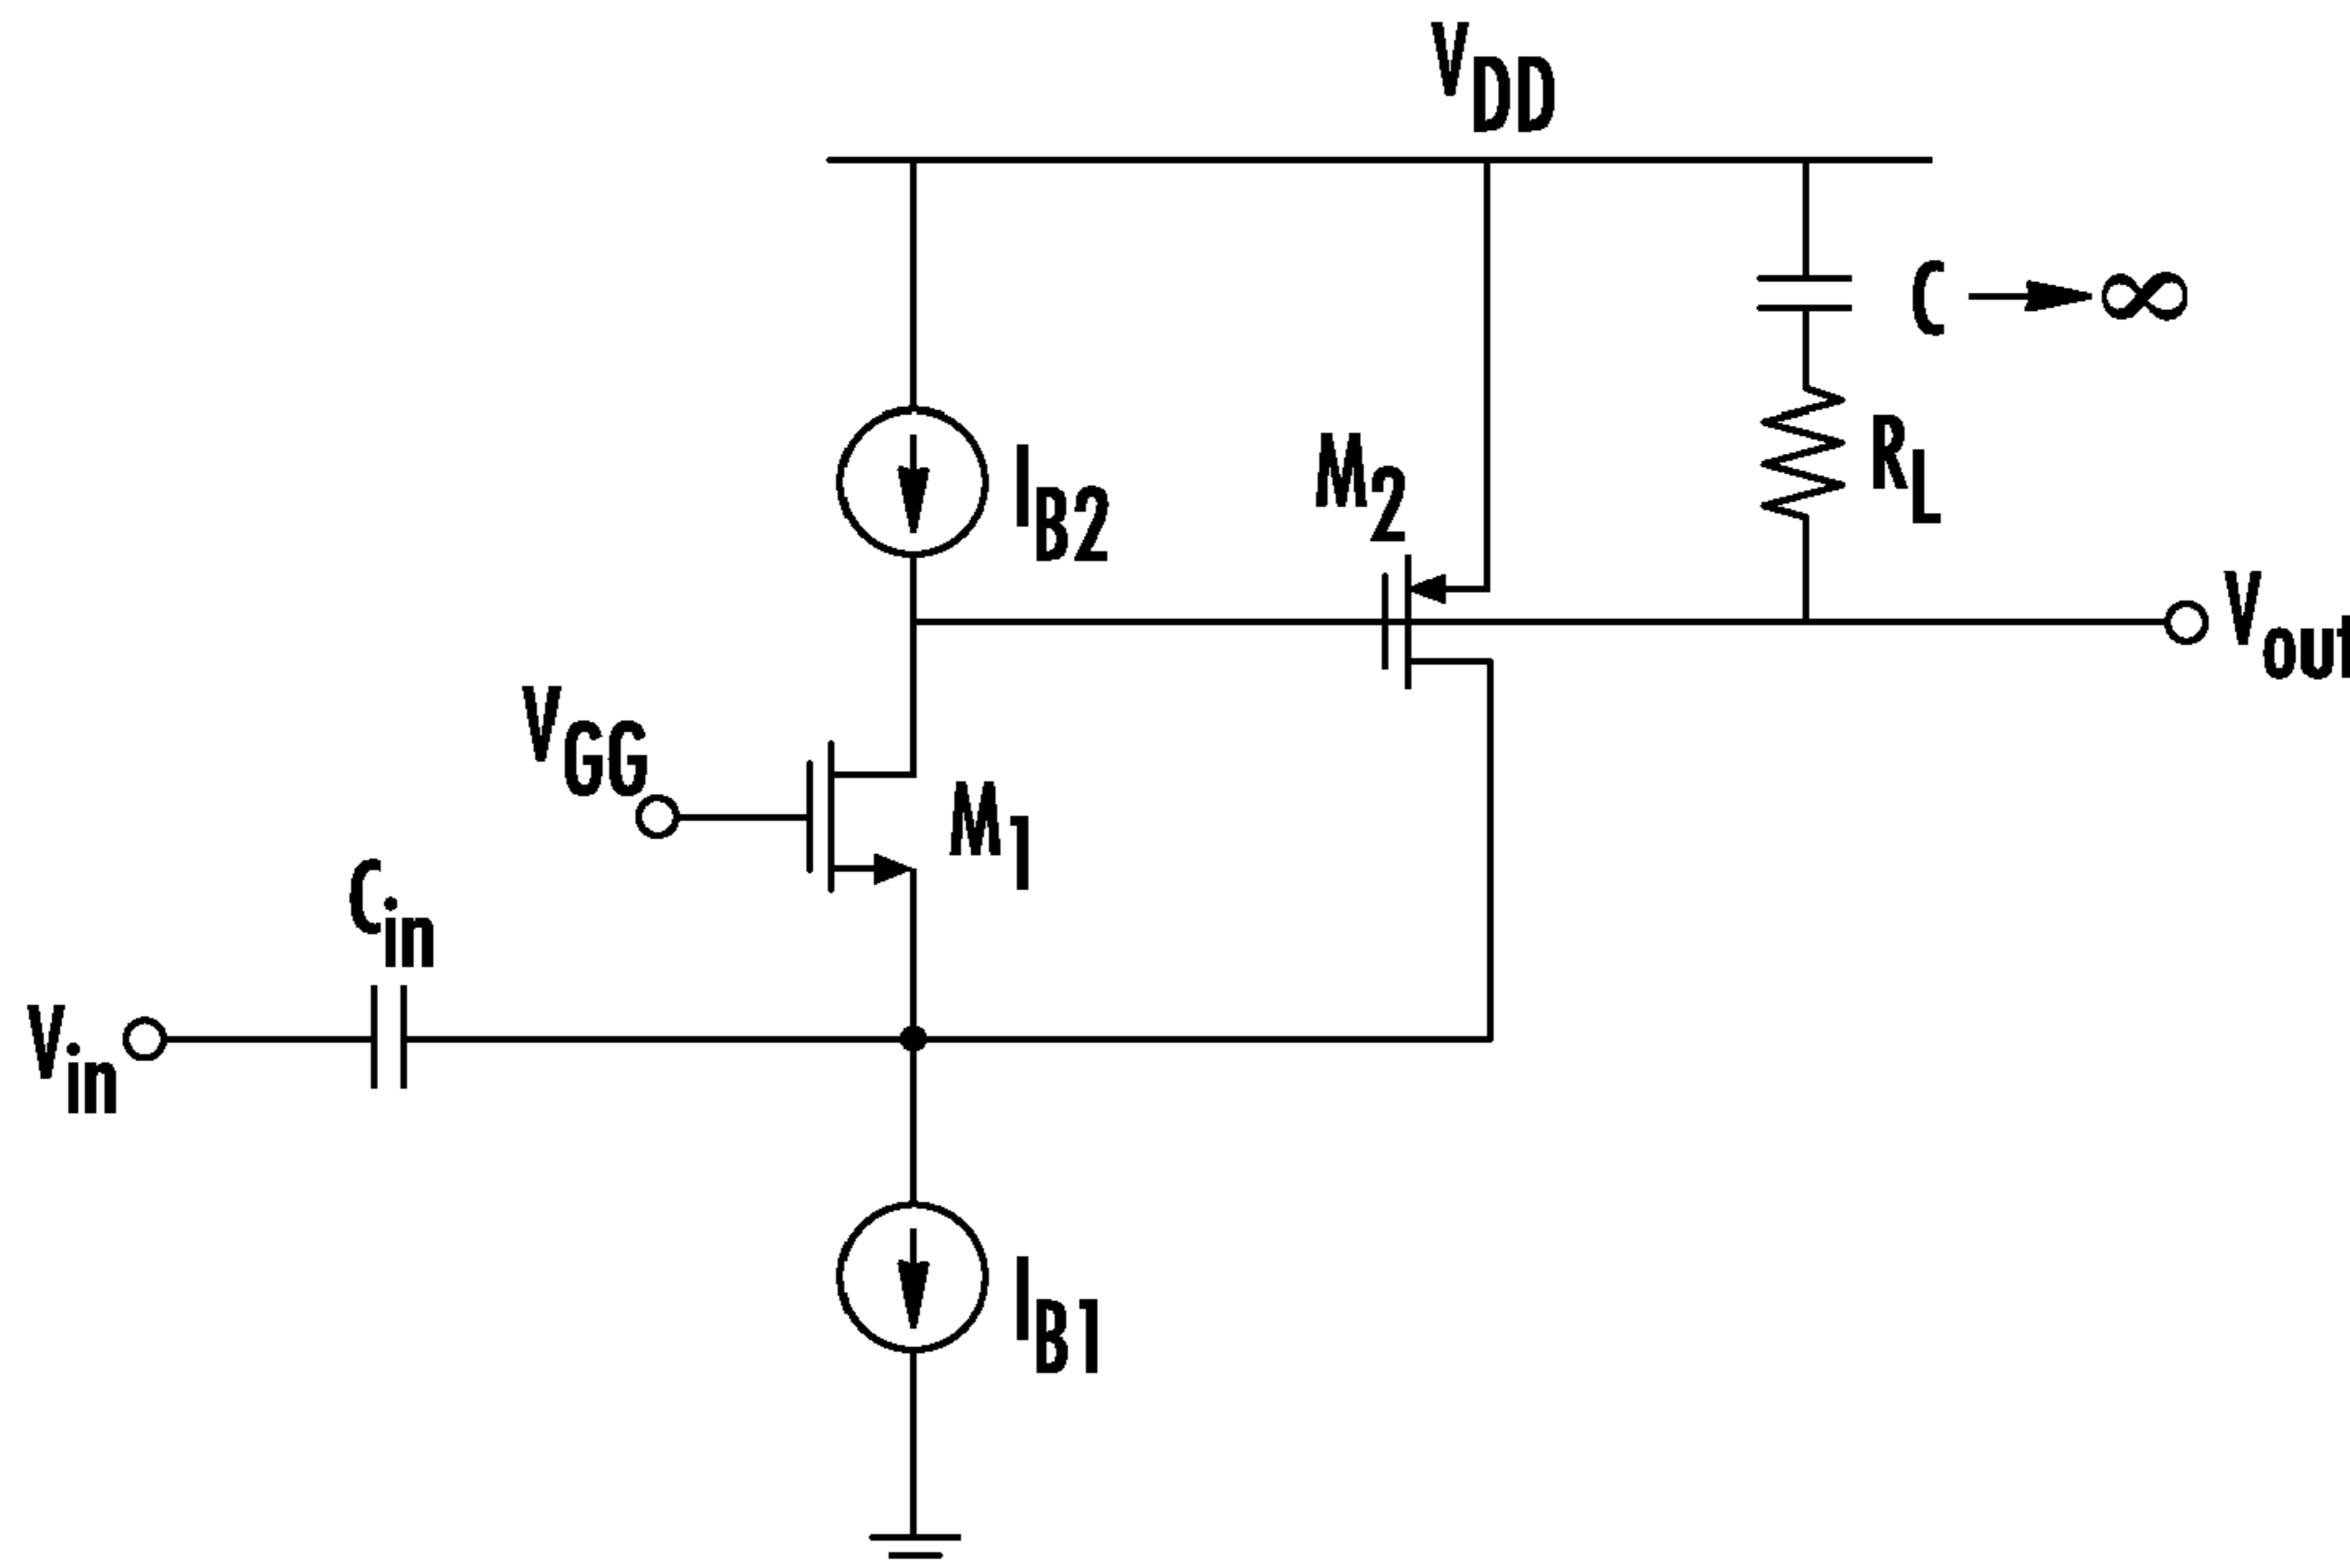 VDD
C → ∞
IB2
M2
RL
Vout
VGG
M1
Cin
Vin
IB1